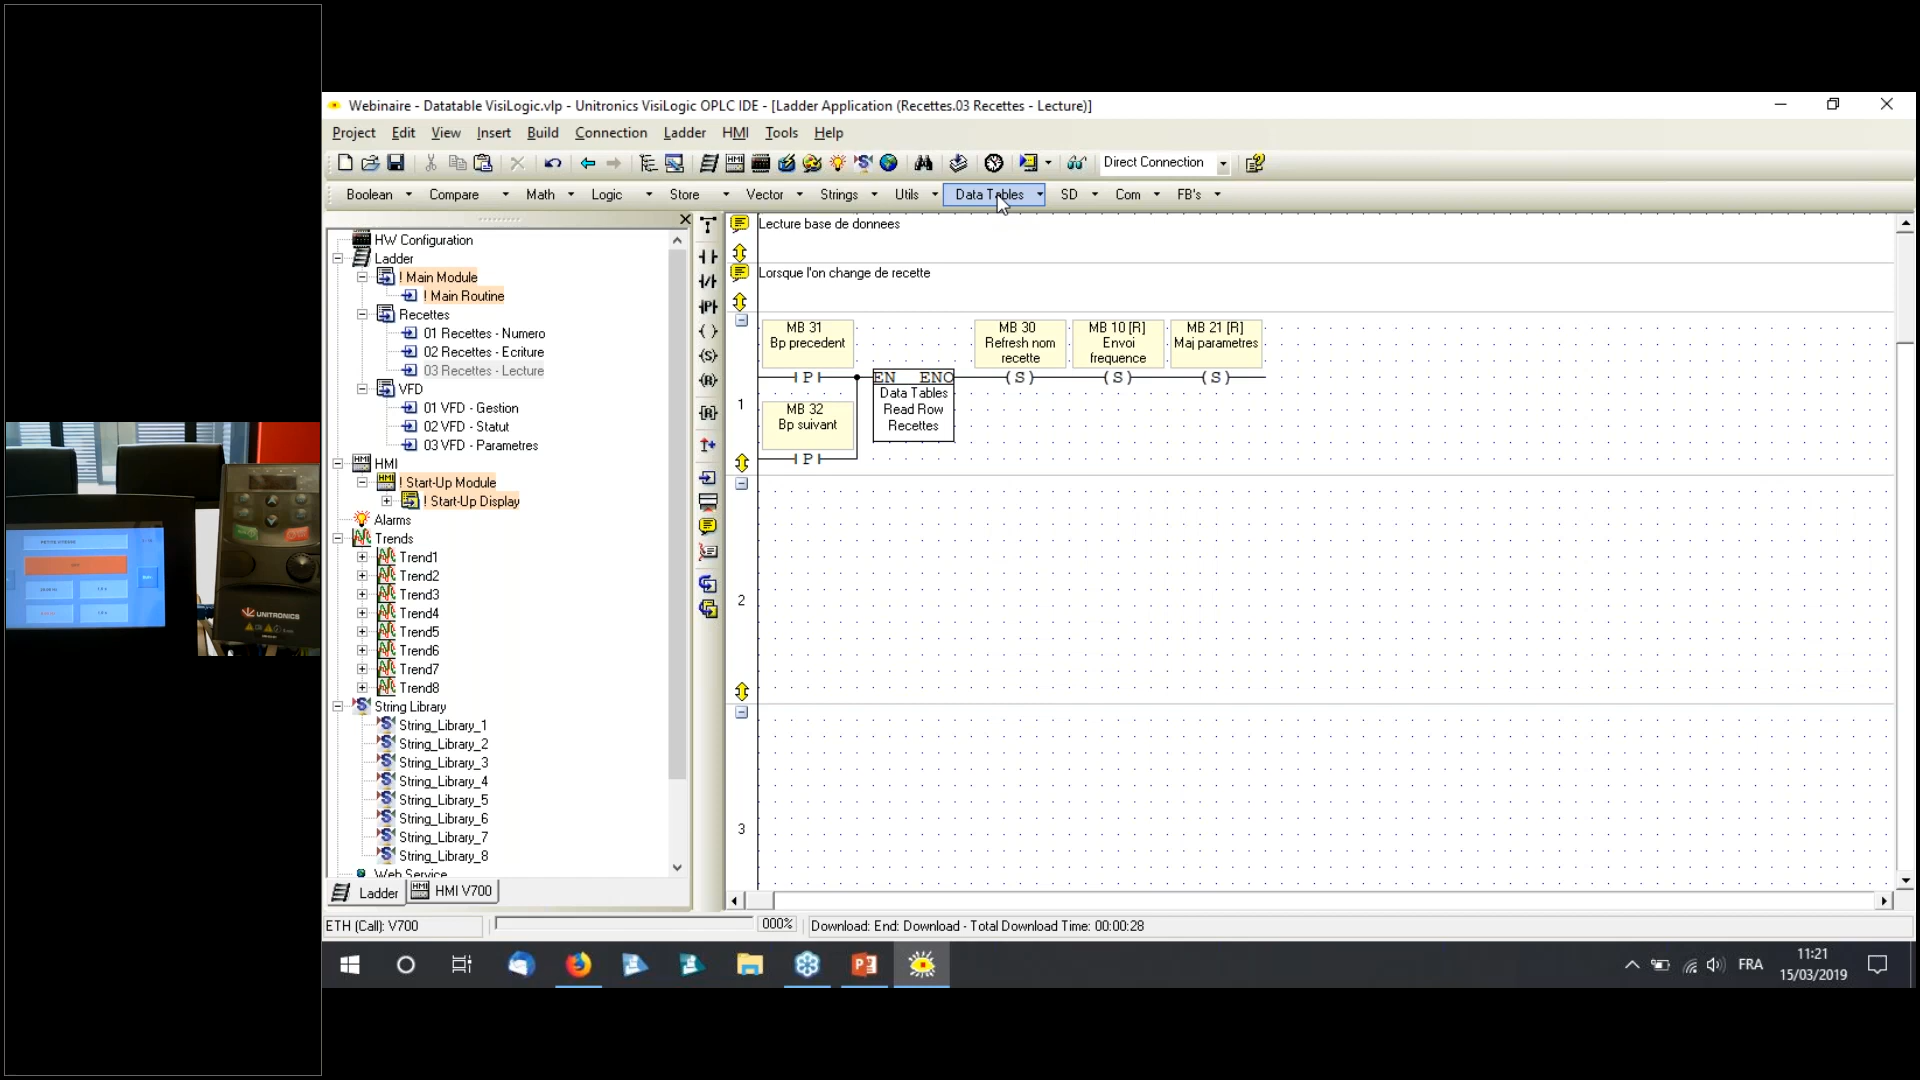 Webinaire - Datatable VisiLogic.vlp - Unitronics VisiLogic OPLC IDE - [Ladder Application (Recettes.03 Recettes - Lecture)]
Project Edit View Insert Build Connection Ladder HMI Tools Help
Direct Connection
Boolean Compare Math Logic Store Vector Strings Utils Data Tables SD Com FB's
HW Configuration
Ladder
! Main Module
! Main Routine
Recettes
01 Recettes - Numero
02 Recettes - Ecriture
03 Recettes - Lecture
VFD
01 VFD - Gestion
02 VFD - Statut
03 VFD - Parametres
HMI
! Start-Up Module
! Start-Up Display
Alarms
Trends
Trend1
Trend2
Trend3
Trend4
Trend5
Trend6
Trend7
Trend8
String Library
String_Library_1
String_Library_2
String_Library_3
String_Library_4
String_Library_5
String_Library_6
String_Library_7
String_Library_8
Web Service
Ladder HMI V700
Lecture base de donnees
Lorsque l'on change de recette
MB 31
Bp precedent
MB 30
Refresh nom
recette
MB 10 [R]
Envoi
frequence
MB 21 [R]
Maj parametres
P
EN ENO
Data Tables
Read Row
Recettes
S
S
S
1
MB 32
Bp suivant
P
2
3
ETH (Call): V700
000%
Download: End: Download - Total Download Time: 00:00:28
FRA
11:21
15/03/2019
UNITRONICS